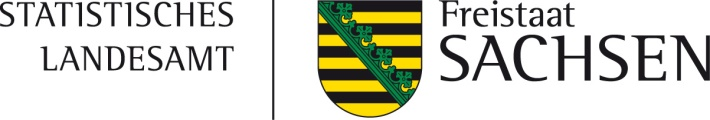 STATISTISCHES
LANDESAMT
Freistaat
SACHSEN